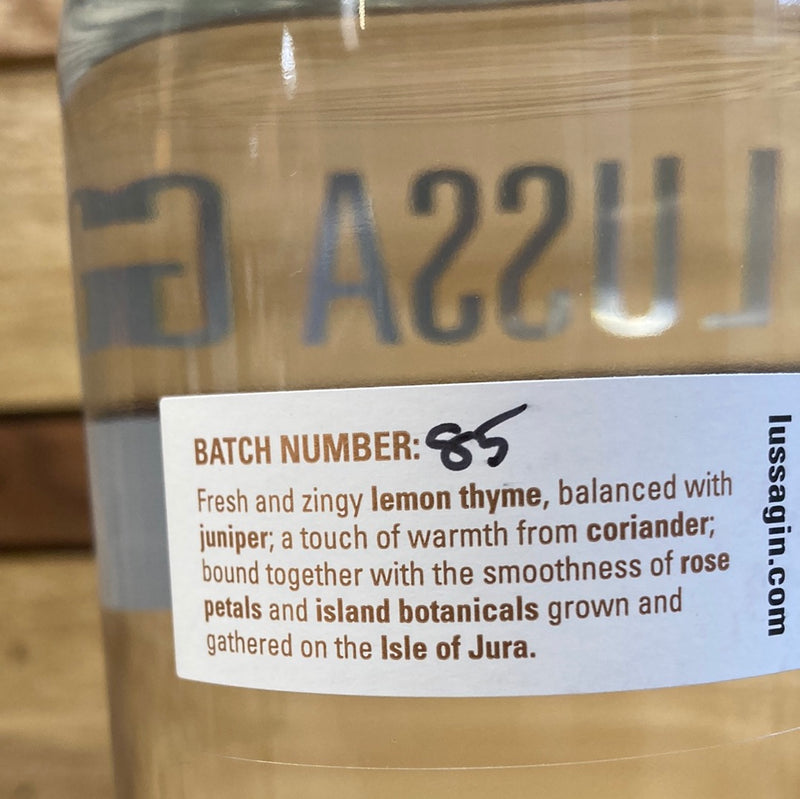 LUSSA G
BATCH NUMBER: 85
Fresh and zingy lemon thyme, balanced with
juniper; a touch of warmth from coriander;
bound together with the smoothness of rose
petals and island botanicals grown and
gathered on the Isle of Jura.
lussagin.com